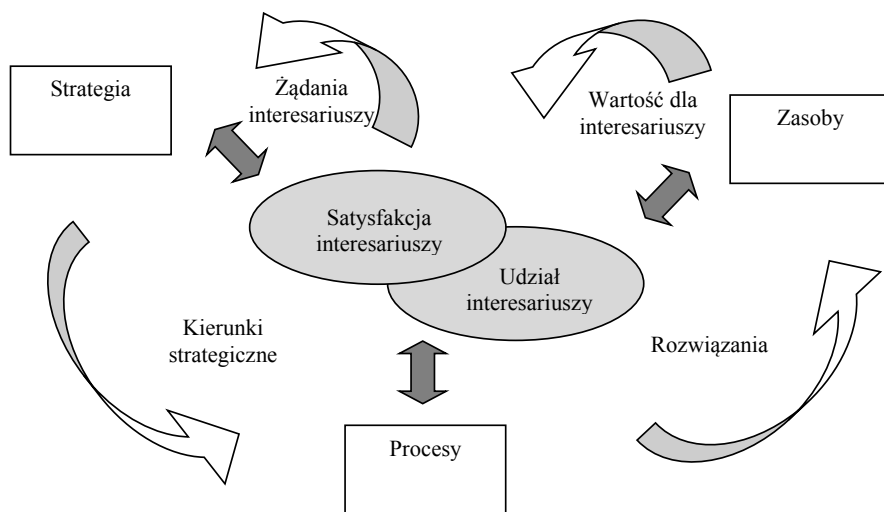 Strategia
Żądania
interesariuszy
Wartość dla
interesariuszy
Zasoby
Satysfakcja
interesariuszy
Udział
interesariuszy
Kierunki
strategiczne
Rozwiązania
Procesy